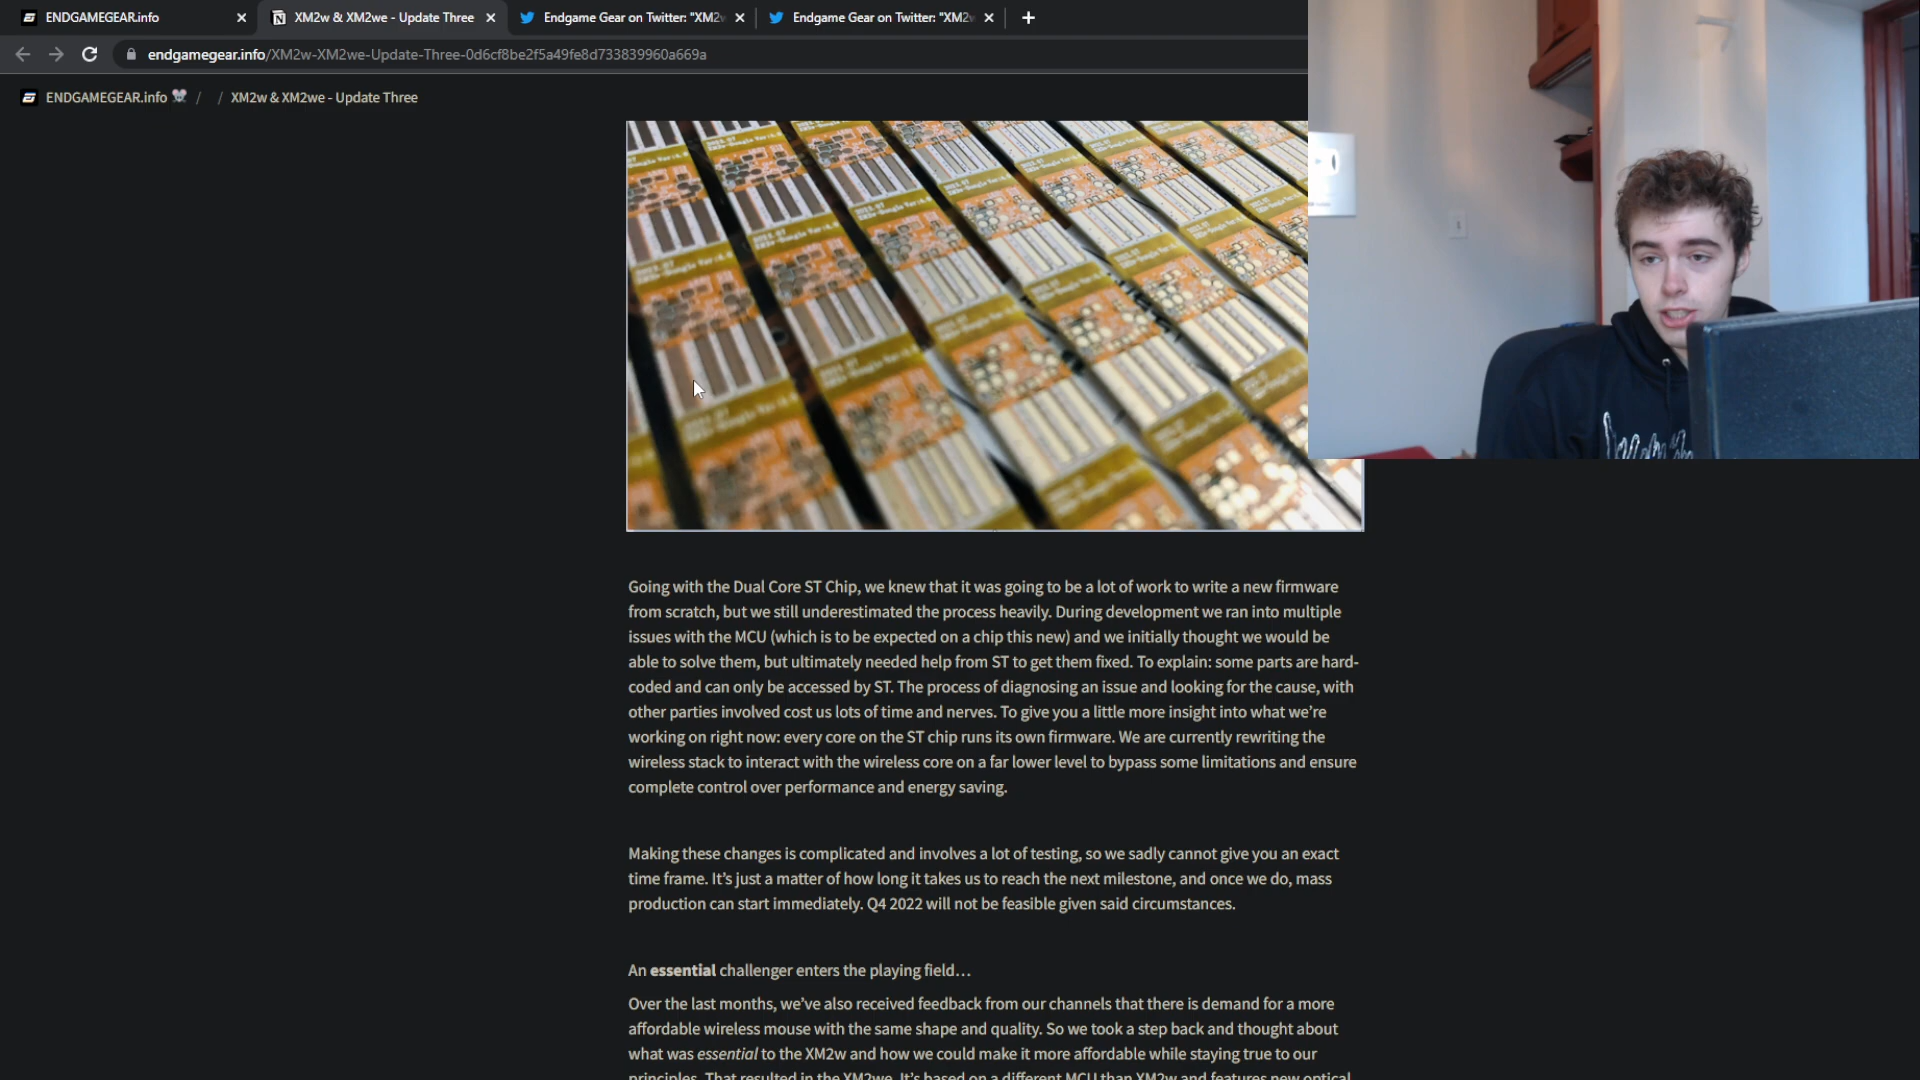 ENDGAMEGEAR.info
XM2w & XM2we - Update Three
Endgame Gear on Twitter: "XM2
Endgame Gear on Twitter: "XM2
endgamegear.info/XM2w-XM2we-Update-Three-0d6cf8be2f5a49fe8d733839960a669a
ENDGAMEGEAR.info / / XM2w & XM2we - Update Three
Going with the Dual Core ST Chip, we knew that it was going to be a lot of work to write a new firmware
from scratch, but we still underestimated the process heavily. During development we ran into multiple
issues with the MCU (which is to be expected on a chip this new) and we initially thought we would be
able to solve them, but ultimately needed help from ST to get them fixed. To explain: some parts are hard-
coded and can only be accessed by ST. The process of diagnosing an issue and looking for the cause, with
other parties involved cost us lots of time and nerves. To give you a little more insight into what we're
working on right now: every core on the ST chip runs its own firmware. We are currently rewriting the
wireless stack to interact with the wireless core on a far lower level to bypass some limitations and ensure
complete control over performance and energy saving.
Making these changes is complicated and involves a lot of testing, so we sadly cannot give you an exact
time frame. It's just a matter of how long it takes us to reach the next milestone, and once we do, mass
production can start immediately. Q4 2022 will not be feasible given said circumstances.
An essential challenger enters the playing field…
Over the last months, we've also received feedback from our channels that there is demand for a more
affordable wireless mouse with the same shape and quality. So we took a step back and thought about
what was essential to the XM2w and how we could make it more affordable while staying true to our
principles. That resulted in the XM2we. It's based on a different MCU than XM2w and features new optical